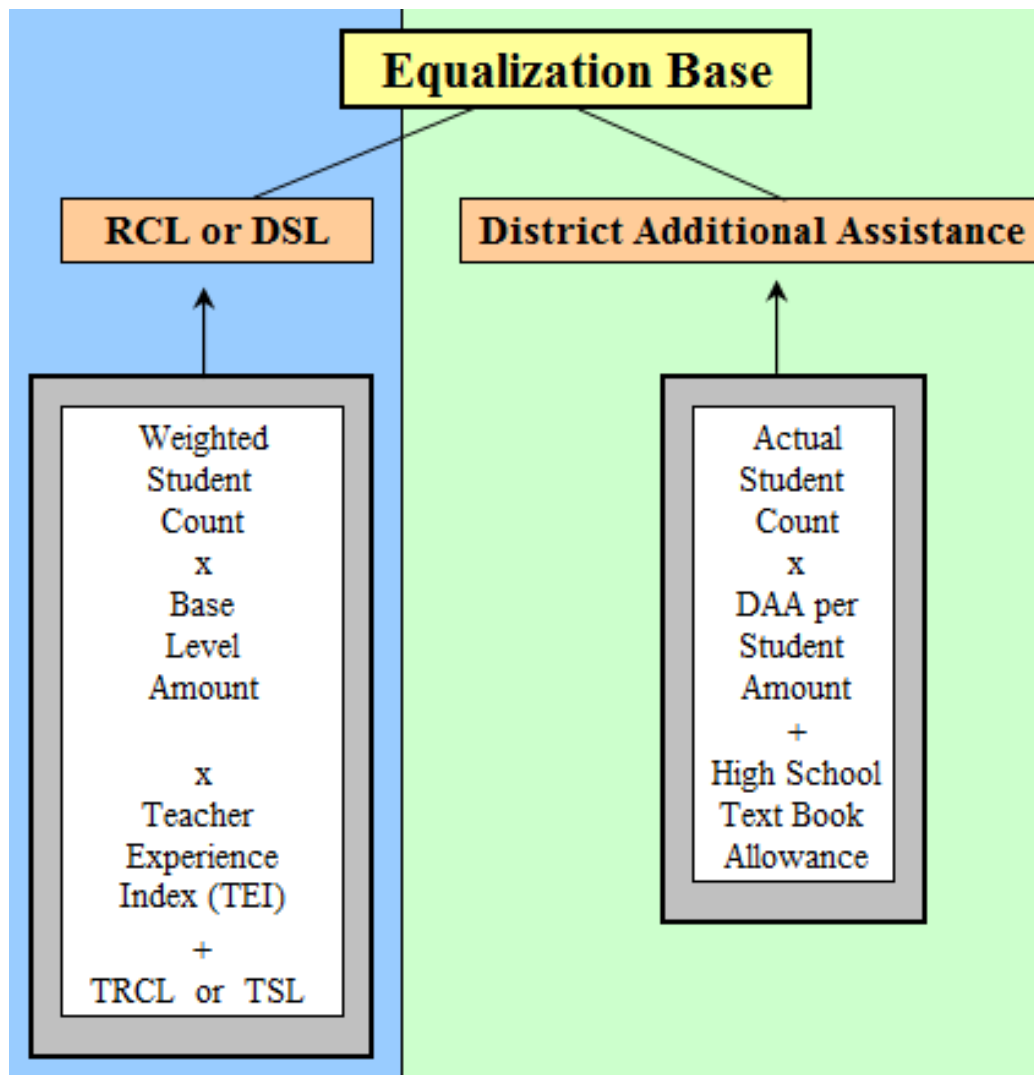 Equalization Base
RCL or DSL
District Additional Assistance
Weighted
Student
Count
x
Base
Level
Amount
x
Teacher
Experience
Index (TEI)
+
TRCL or TSL
Actual
Student
Count
x
DAA per
Student
Amount
+
High School
Text Book
Allowance